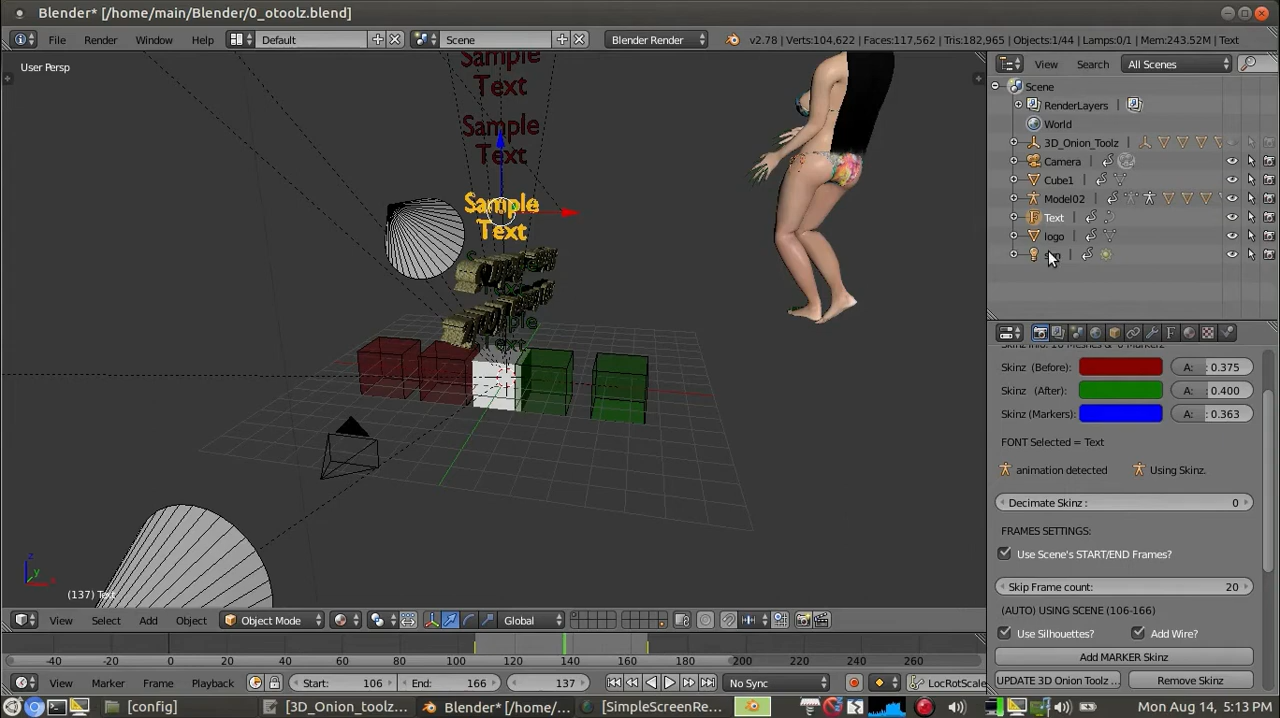 Blender* [/home/main/Blender/0_otoolz.blend]
File Render Window Help Default Scene Blender Render v2.78 | Verts:104,622 | Faces:117,562 | Tris:182,965 | Objects:1/44 | Lamps:0/1 | Mem:243.52M | Text
User Persp
View Search All Scenes
Scene
RenderLayers
World
3D_Onion_Toolz
Camera
Cube1
Model02
Text
logo
Sample
Text
Sample
Text
Sample
Text
Skinz (Before): A: 0.375
Skinz (After): A: 0.400
Skinz (Markers): A: 0.363
FONT Selected = Text
animation detected Using Skinz.
Decimate Skinz : 0
FRAMES SETTINGS:
Use Scene's START/END Frames?
Skip Frame count: 20
(AUTO) USING SCENE (106-166)
Use Silhouettes? Add Wire?
Add MARKER Skinz
UPDATE 3D Onion Toolz ... Remove Skinz
(137) Text
z
y
x
View Select Add Object Object Mode Global
-40 -20 0 20 40 60 80 100 120 140 160 180 200 220 240 260
View Marker Frame Playback Start: 106 End: 166 137 No Sync LocRotScale
[config] [3D_Onion_toolz... Blender* [/home/... [SimpleScreenRe... Mon Aug 14, 5:13 PM